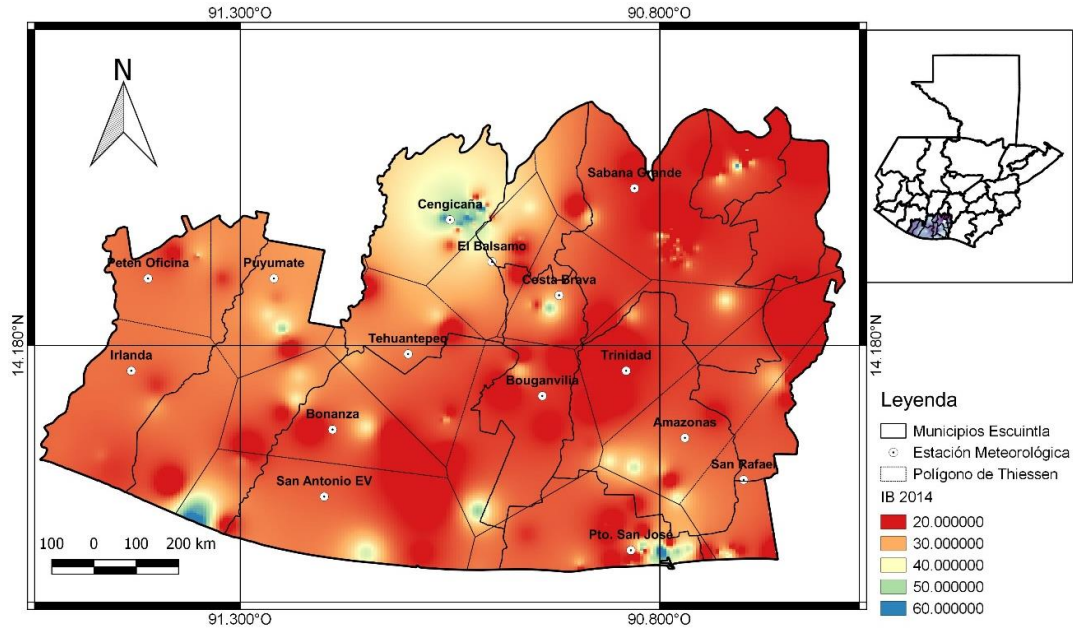 91.300°O 90.800°O
N
Sabana Grande
Cengicaña
El Balsamo
Peten Oficina Puyumate Costa Brava
14.180°N 14.180°N
Tehuantepeq
Irlanda Trinidad
Bouganvilia
Bonanza Amazonas
San Rafael
San Antonio EV
Pto. San José
100 0 100 200 km
91.300°O 90.800°O
Leyenda
Municipios Escuintla
Estación Meteorológica
Polígono de Thiessen
IB 2014
20.000000
30.000000
40.000000
50.000000
60.000000